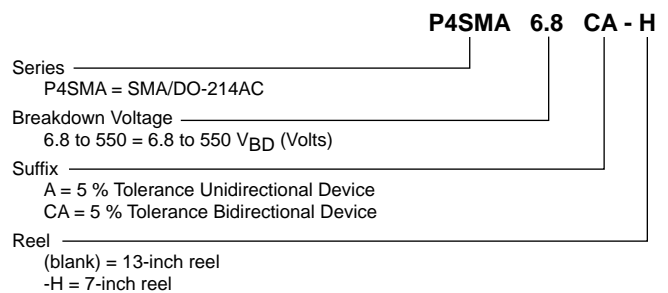 P4SMA 6.8 CA - H
Series
P4SMA = SMA/DO-214AC
Breakdown Voltage
6.8 to 550 = 6.8 to 550 VBD (Volts)
Suffix
A = 5 % Tolerance Unidirectional Device
CA = 5 % Tolerance Bidirectional Device
Reel
(blank) = 13-inch reel
-H = 7-inch reel